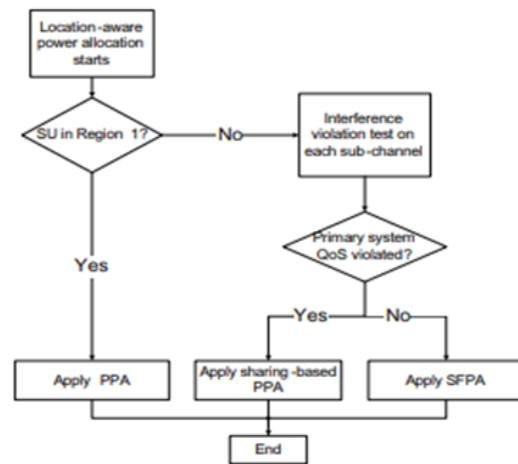 Location-aware
power allocation
starts
SU in Region 1?
No
Interference
violation test on
each sub-channel
Primary system
QoS violated?
Yes
Yes
No
Apply PPA
Apply sharing-based
PPA
Apply SFPA
End